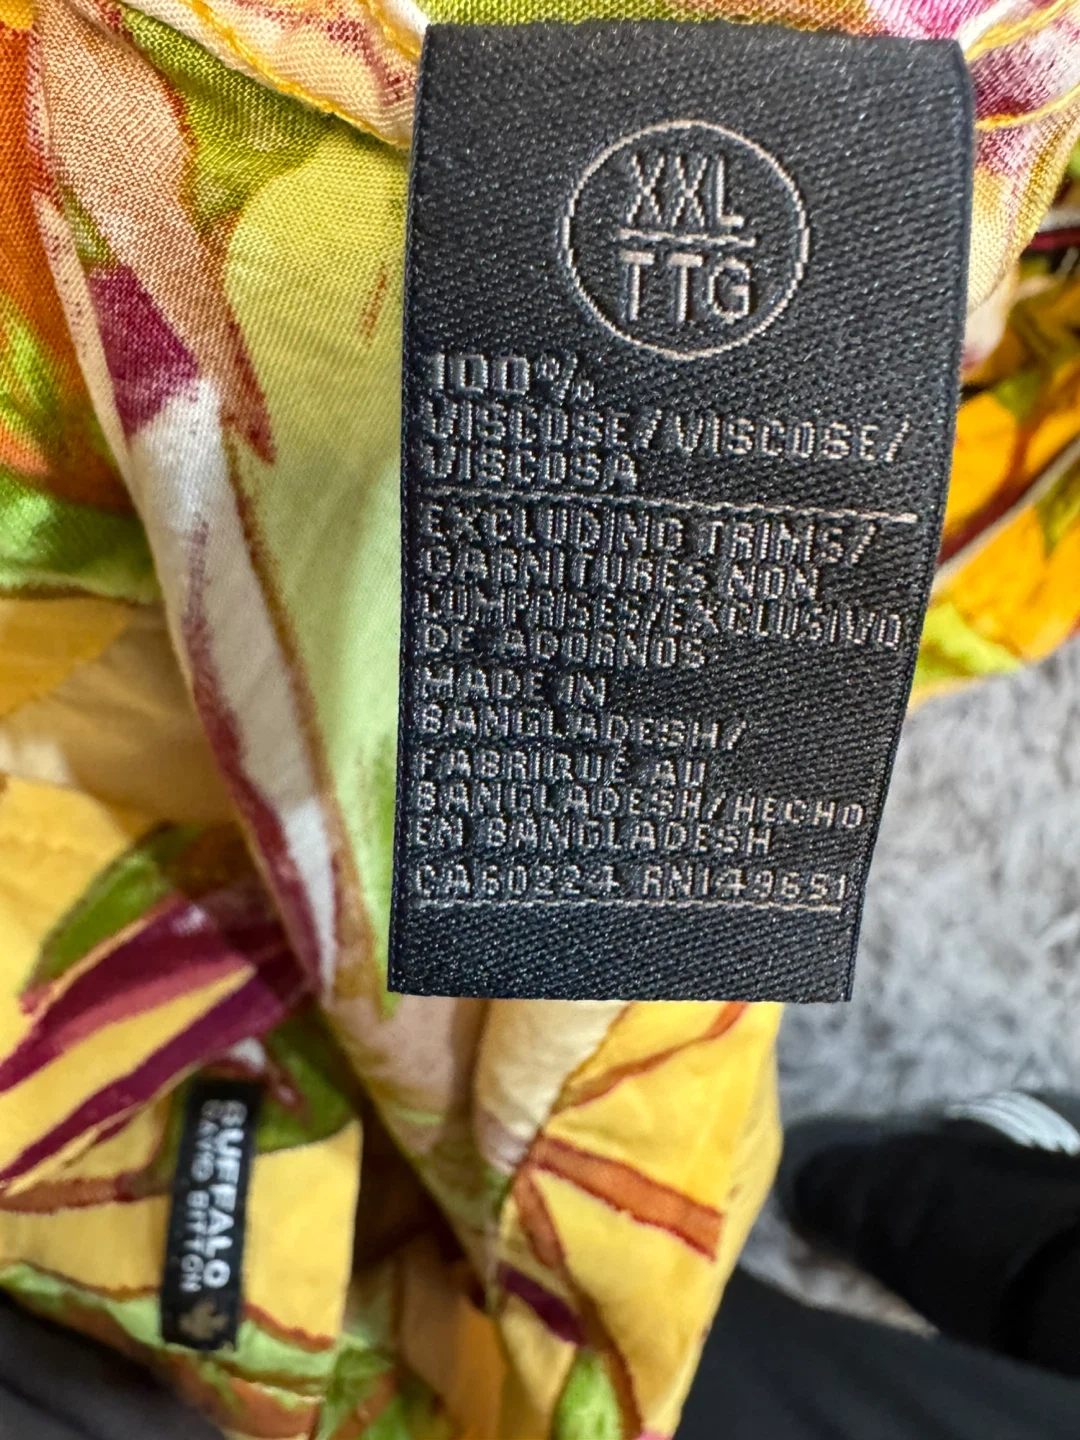 XXL
TTG
100%
VISCOSE/VISCOSE/
VISCOSA
EXCLUDING TRIMS/
GARNITURES NON
COMPRISES/EXCLUSIVO
DE ADORNOS
MADE IN
BANGLADESH/
FABRIQUÉ AU
BANGLADESH/HECHO
EN BANGLADESH
CA60224 RN149651
BUFFALO
DAVID BITTON